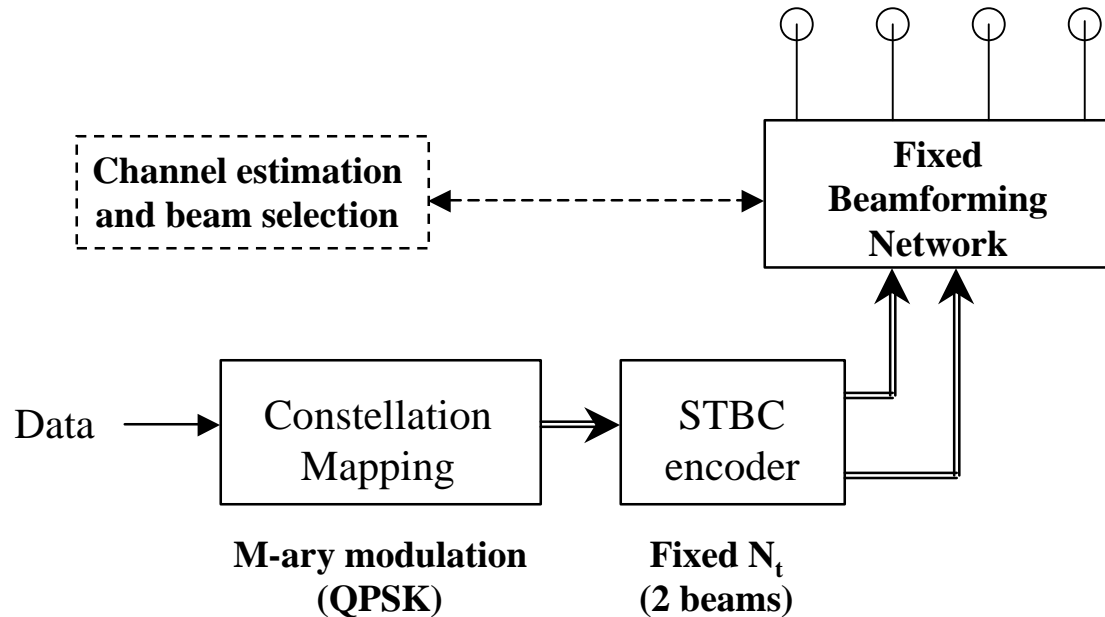 Fixed
Beamforming
Network
Channel estimation
and beam selection
Data
Constellation
Mapping
STBC
encoder
M-ary modulation
(QPSK)
Fixed N_t
(2 beams)